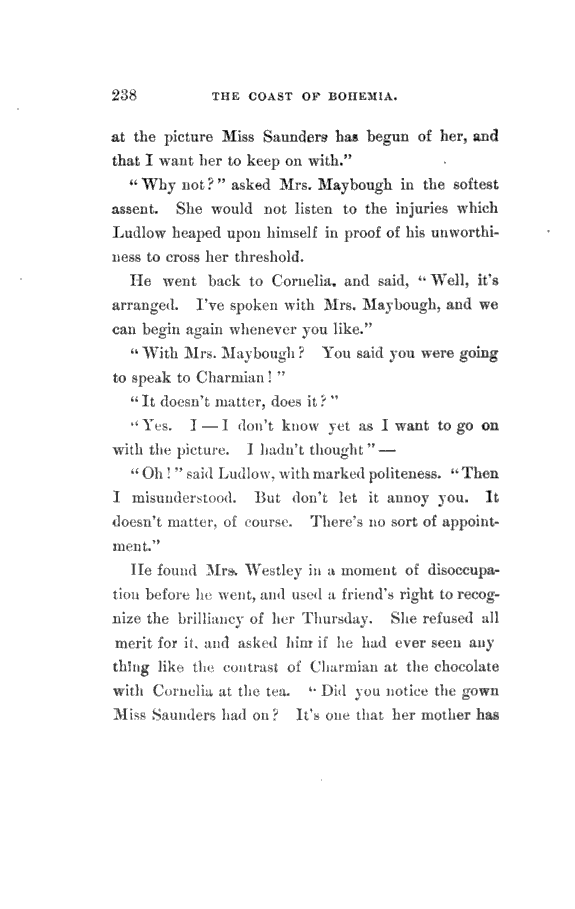 238 THE COAST OF BOHEMIA.
at the picture Miss Saunders has begun of her, and
that I want her to keep on with."
"Why not?" asked Mrs. Maybough in the softest
assent. She would not listen to the injuries which
Ludlow heaped upon himself in proof of his unworthi-
ness to cross her threshold.
He went back to Cornelia, and said, "Well, it's
arranged. I've spoken with Mrs. Maybough, and we
can begin again whenever you like."
"With Mrs. Maybough? You said you were going
to speak to Charmian!"
"It doesn't matter, does it?"
"Yes. I—I don't know yet as I want to go on
with the picture. I hadn't thought"—
"Oh!" said Ludlow, with marked politeness. "Then
I misunderstood. But don't let it annoy you. It
doesn't matter, of course. There's no sort of appoint-
ment."
He found Mrs. Westley in a moment of disoccupa-
tion before he went, and used a friend's right to recog-
nize the brilliancy of her Thursday. She refused all
merit for it, and asked him if he had ever seen any
thing like the contrast of Charmian at the chocolate
with Cornelia at the tea. "Did you notice the gown
Miss Saunders had on? It's one that her mother has